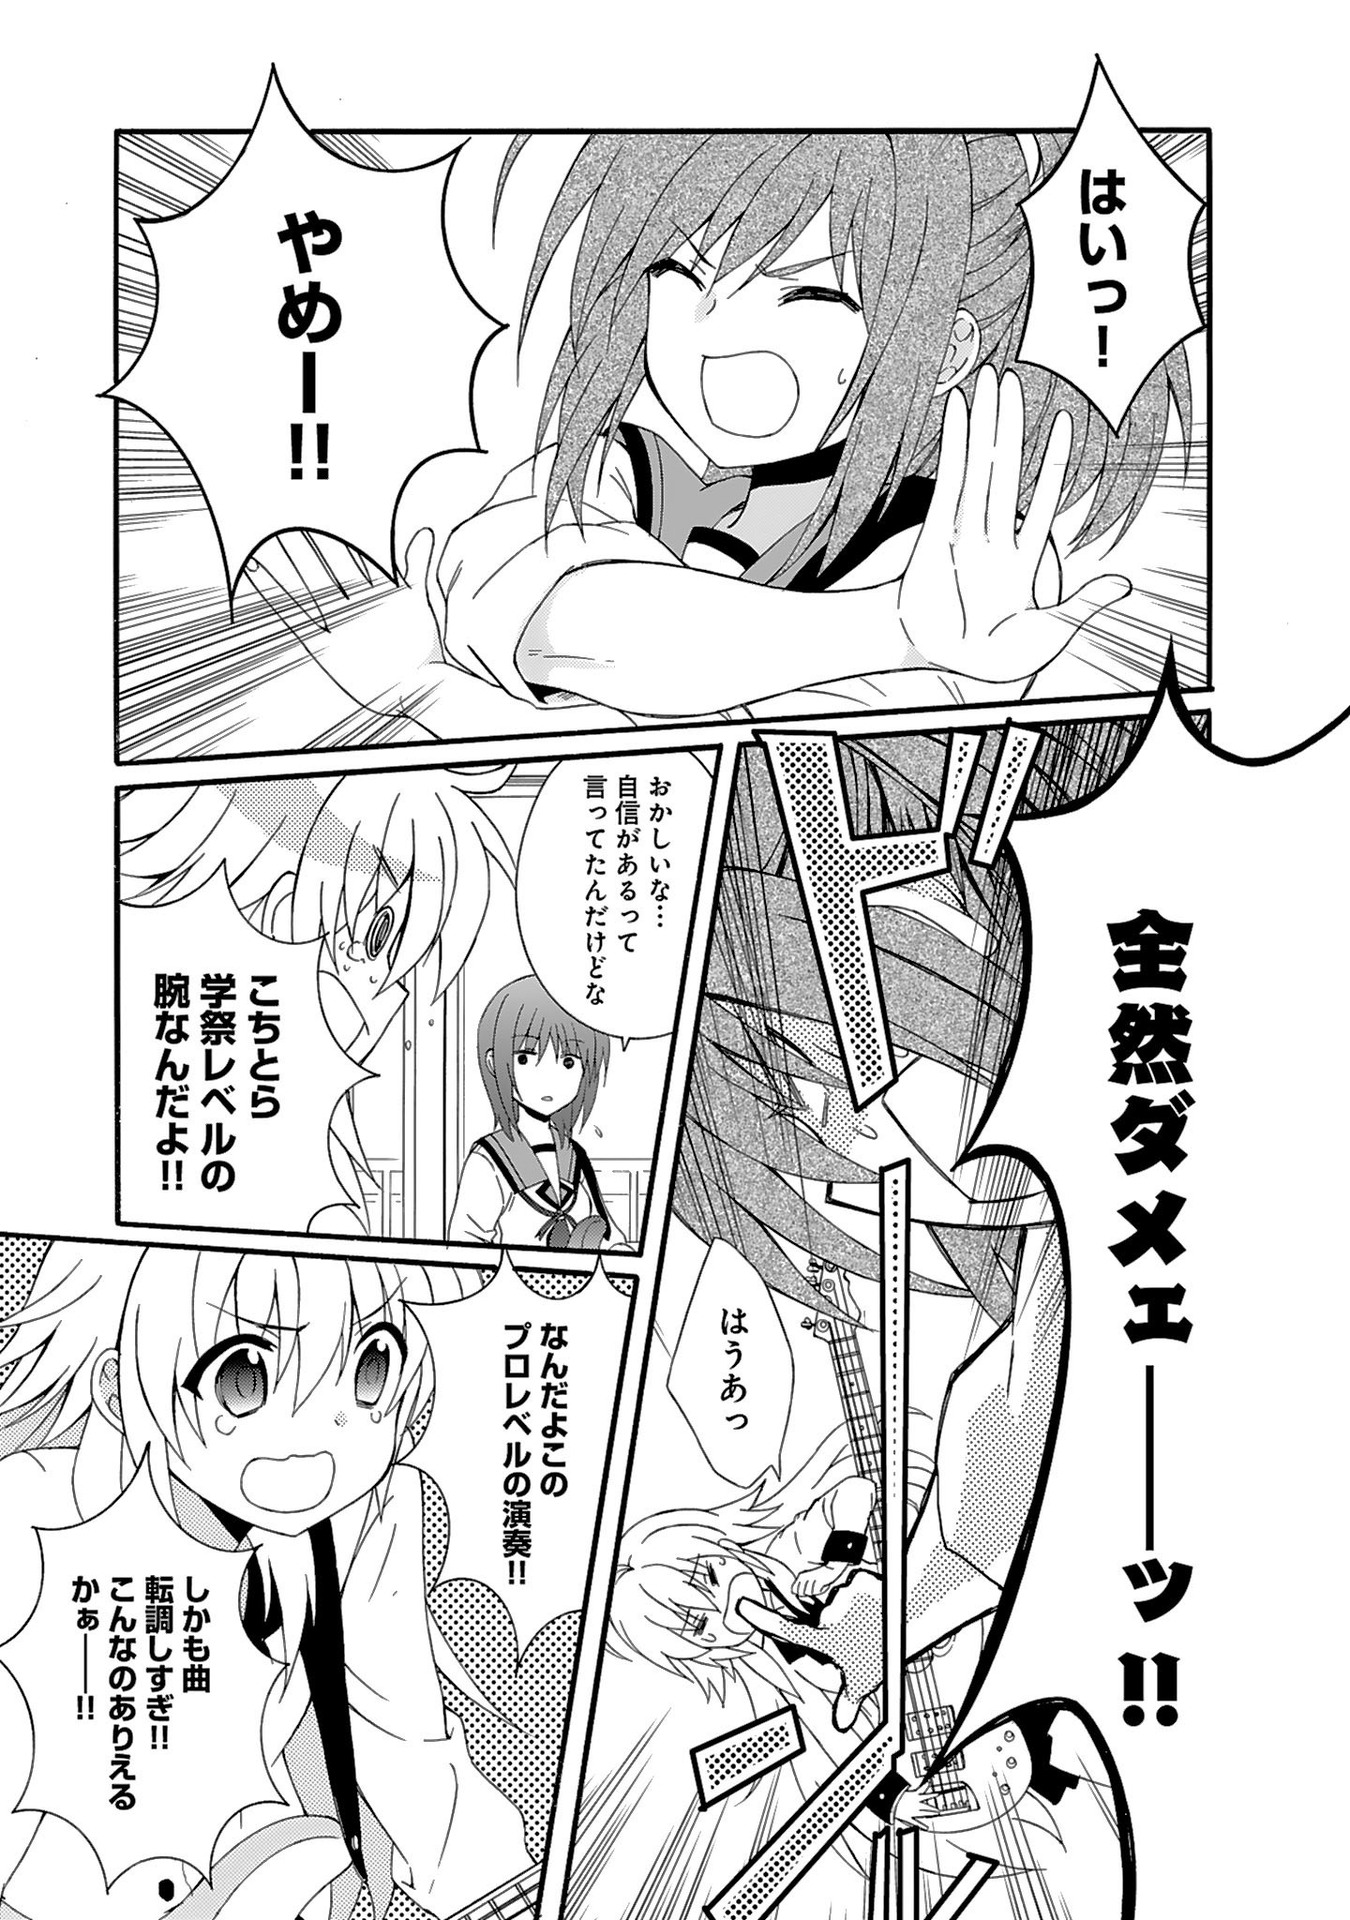 はいっ！
やめー!!
全然ダメェーーッ!!
ドーーン!!
はうあっ
おかしいな…
自信があるって
言ってたんだけどな
こちとら
学祭レベルの
腕なんだよ!!
なんだよこの
プロレベルの演奏!!
しかも曲
転調しすぎ!!
こんなのありえる
かぁ――!!